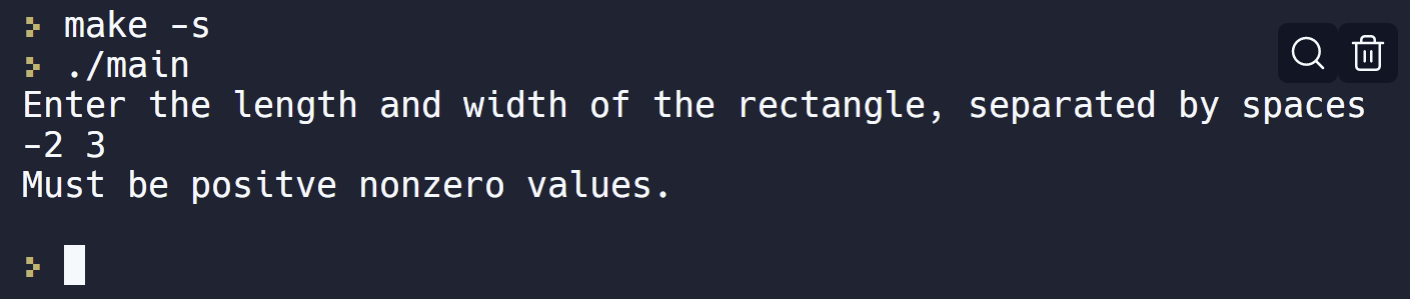 make -s
./main
Enter the length and width of the rectangle, separated by spaces
-2 3
Must be positve nonzero values.